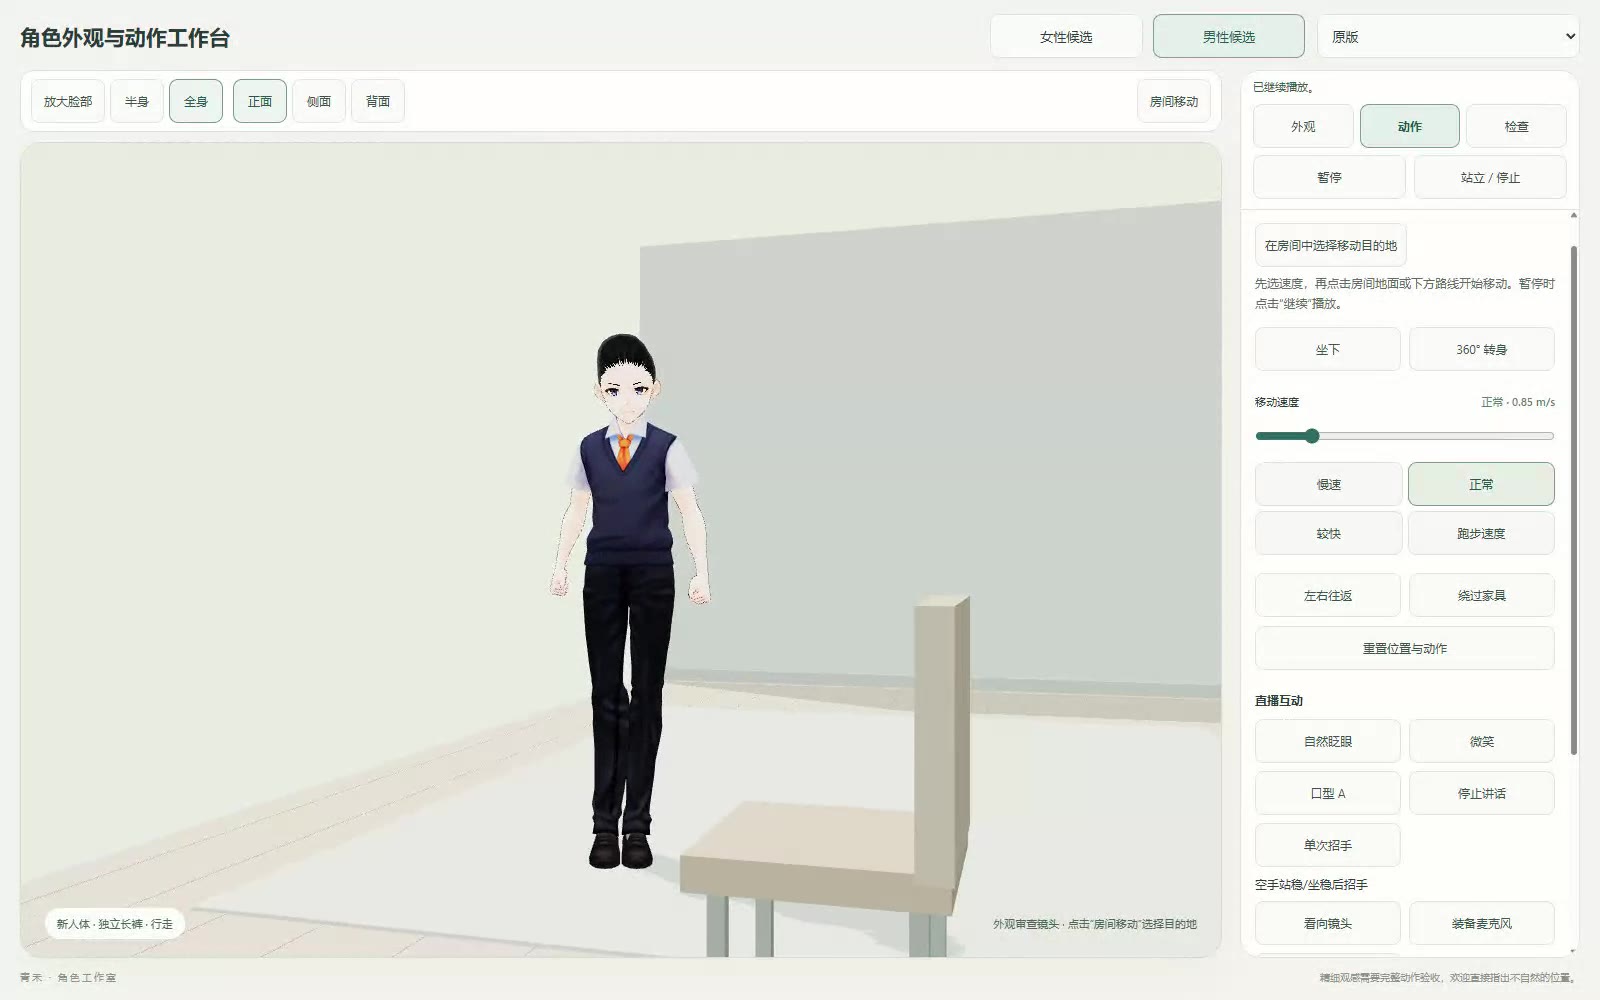 角色外观与动作工作台
女性候选
男性候选
原版
放大脸部
半身
全身
正面
侧面
背面
房间移动
已继续播放。
外观
动作
检查
暂停
站立 / 停止
在房间中选择移动目的地
先选速度，再点击房间地面或下方路线开始移动。暂停时
点击“继续”播放。
坐下
360° 转身
移动速度
正常 · 0.85 m/s
慢速
正常
较快
跑步速度
左右往返
绕过家具
重置位置与动作
直播互动
自然眨眼
微笑
口型 A
停止讲话
单次招手
空手站稳/坐稳后招手
看向镜头
装备麦克风
新人体 · 独立长裤 · 行走
外观审查镜头 · 点击“房间移动”选择目的地
青禾 · 角色工作室
精细观感需要完整动作验收，欢迎直接指出不自然的位置。